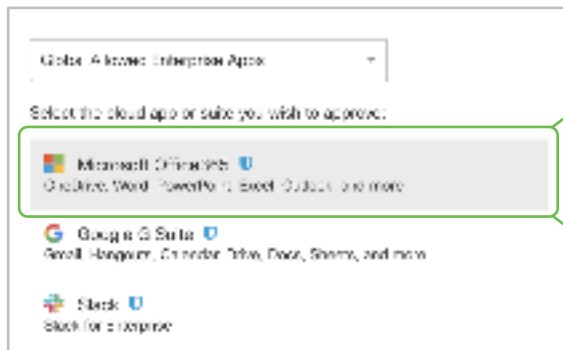 Global Allowed Enterprise Apps
Select the cloud app or suite you wish to approve:
Microsoft Office 365
OneDrive, Word, PowerPoint, Excel, Outlook, and more
Google G Suite
Gmail, Hangouts, Calendar, Drive, Docs, Sheets, and more
Slack
Slack for Enterprise